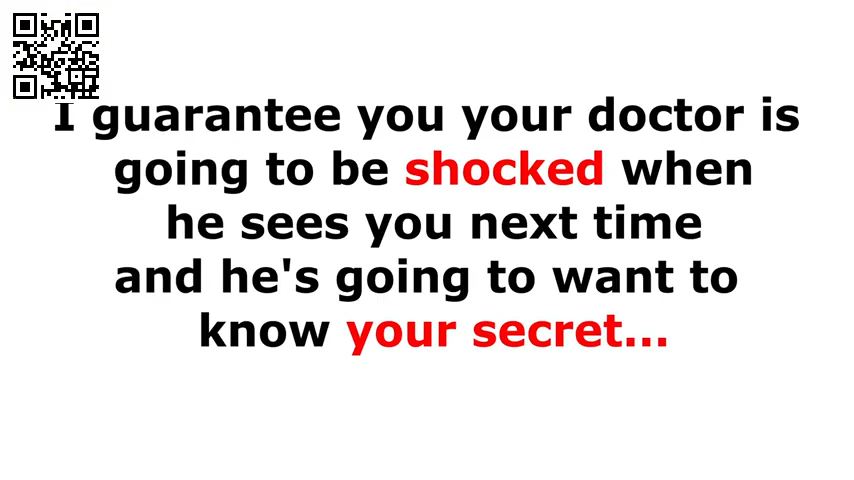 I guarantee you your doctor is
going to be shocked when
he sees you next time
and he's going to want to
know your secret...